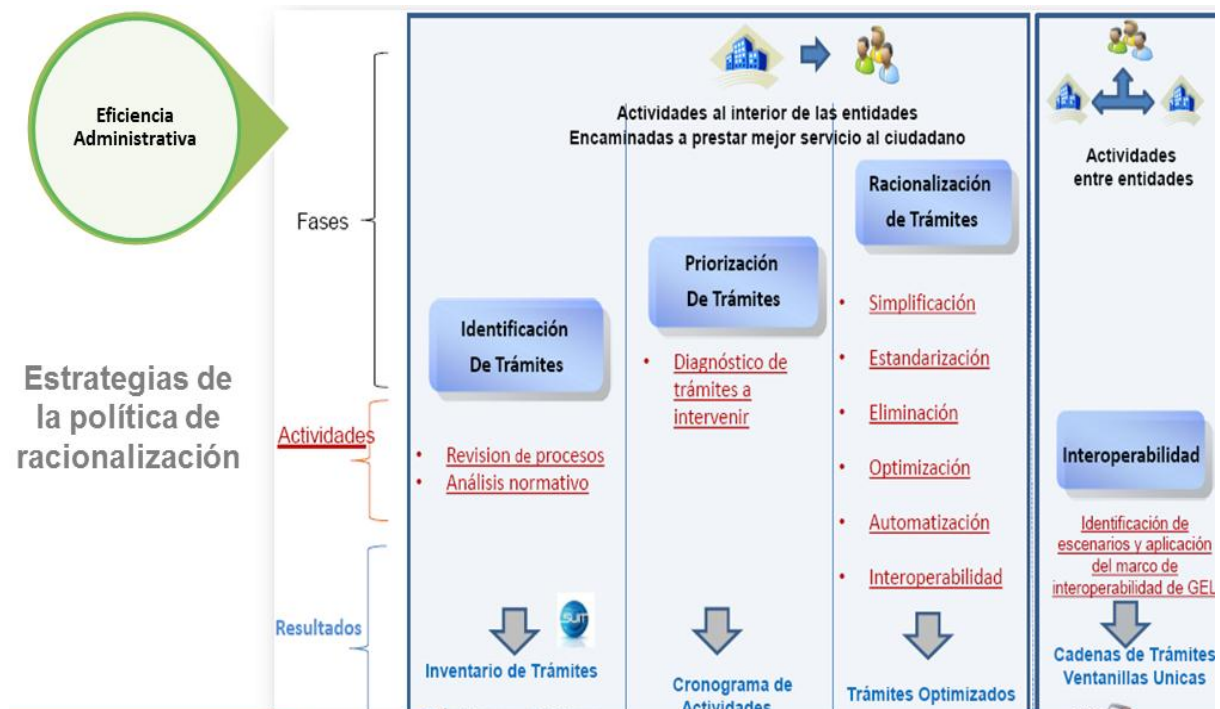 Eficiencia
Administrativa
Estrategias de
la política de
racionalización
Fases
Actividades
Resultados
Actividades al interior de las entidades
Encaminadas a prestar mejor servicio al ciudadano
Identificación
De Trámites
Revision de procesos
Análisis normativo
sum
Inventario de Trámites
Priorización
De Trámites
Diagnóstico de
trámites a
intervenir
Cronograma de
Actividades
Racionalización
de Trámites
Simplificación
Estandarización
Eliminación
Optimización
Automatización
Interoperabilidad
Trámites Optimizados
Actividades
entre entidades
Interoperabilidad
Identificación de
escenarios y aplicación
del marco de
interoperabilidad de GEL
Cadenas de Trámites
Ventanillas Unicas